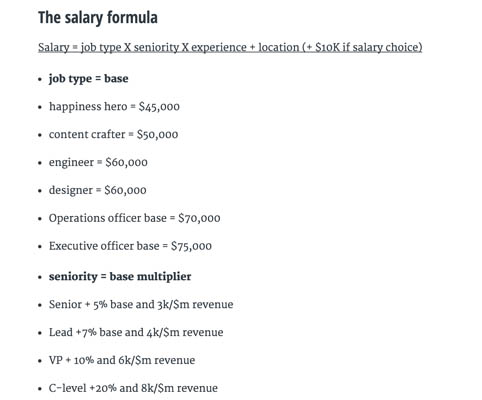 The salary formula
Salary = job type X seniority X experience + location (+ $10K if salary choice)
• job type = base
• happiness hero = $45,000
• content crafter = $50,000
• engineer = $60,000
• designer = $60,000
• Operations officer base = $70,000
• Executive officer base = $75,000
• seniority = base multiplier
• Senior + 5% base and 3k/$m revenue
• Lead +7% base and 4k/$m revenue
• VP + 10% and 6k/$m revenue
• C-level +20% and 8k/$m revenue